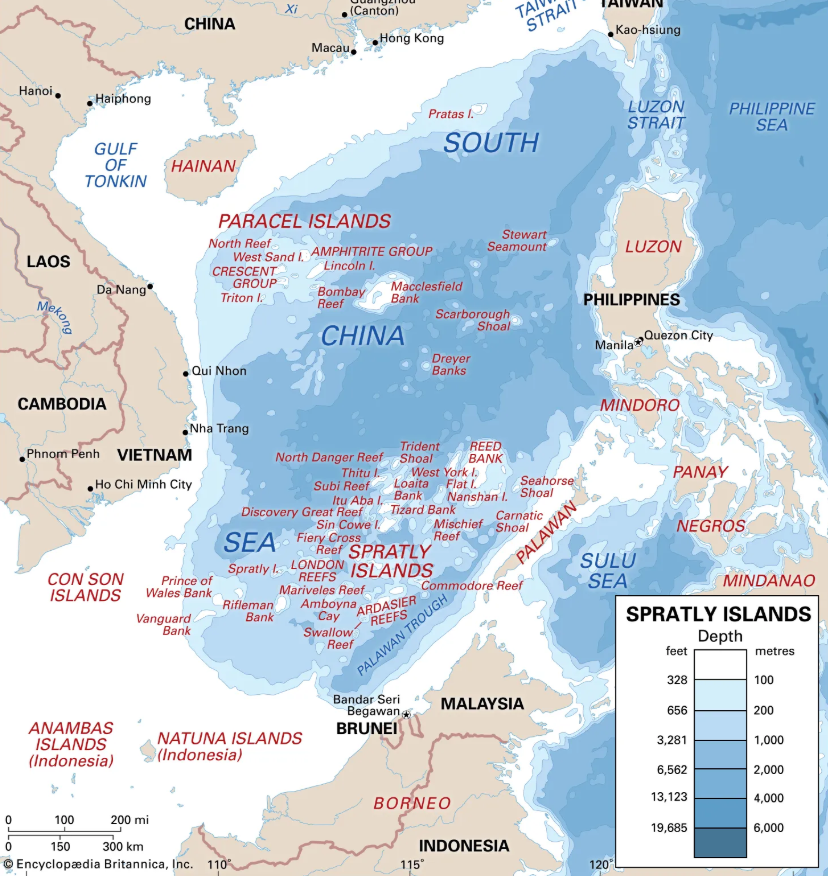 Guangzhou
(Canton)
Xi
CHINA
TAIWAN
STRAIT
TAIWAN
Kao-hsiung
Macau
Hong Kong
Hanoi
Haiphong
Pratas I.
LUZON
STRAIT
PHILIPPINE
SEA
SOUTH
GULF
OF
TONKIN
HAINAN
PARACEL ISLANDS
North Reef
West Sand I.
AMPHITRITE GROUP
Lincoln I.
CRESCENT
GROUP
Triton I.
Bombay
Reef
Macclesfield
Bank
Stewart
Seamount
LUZON
LAOS
Da Nang
Mekong
PHILIPPINES
Scarborough
Shoal
CHINA
Quezon City
Manila
Dreyer
Banks
Qui Nhon
CAMBODIA
MINDORO
Nha Trang
Phnom Penh
VIETNAM
Ho Chi Minh City
North Danger Reef
Trident
Shoal
REED
BANK
Thitu I.
West York I.
Subi Reef
Loaita
Bank
Flat I.
Nanshan I.
Seahorse
Shoal
PANAY
Itu Aba I.
Discovery Great Reef
Tizard Bank
Sin Cowe I.
Mischief
Reef
Carnatic
Shoal
PALAWAN
NEGROS
Fiery Cross
Reef
SEA
SPRATLY
ISLANDS
SULU
SEA
Spratly I.
LONDON
REEFS
CON SON
ISLANDS
Prince of
Wales Bank
Mariveles Reef
Commodore Reef
MINDANAO
Rifleman
Bank
Amboyna
Cay
ARDASIER
REEFS
Vanguard
Bank
Swallow
Reef
PALAWAN TROUGH
SPRATLY ISLANDS
Depth
feet metres
328 100
656 200
3,281 1,000
6,562 2,000
13,123 4,000
19,685 6,000
Bandar Seri
Begawan
BRUNEI
MALAYSIA
ANAMBAS
ISLANDS
(Indonesia)
NATUNA ISLANDS
(Indonesia)
BORNEO
INDONESIA
0 100 200 mi
0 150 300 km
© Encyclopædia Britannica, Inc.
110°
115°
120°